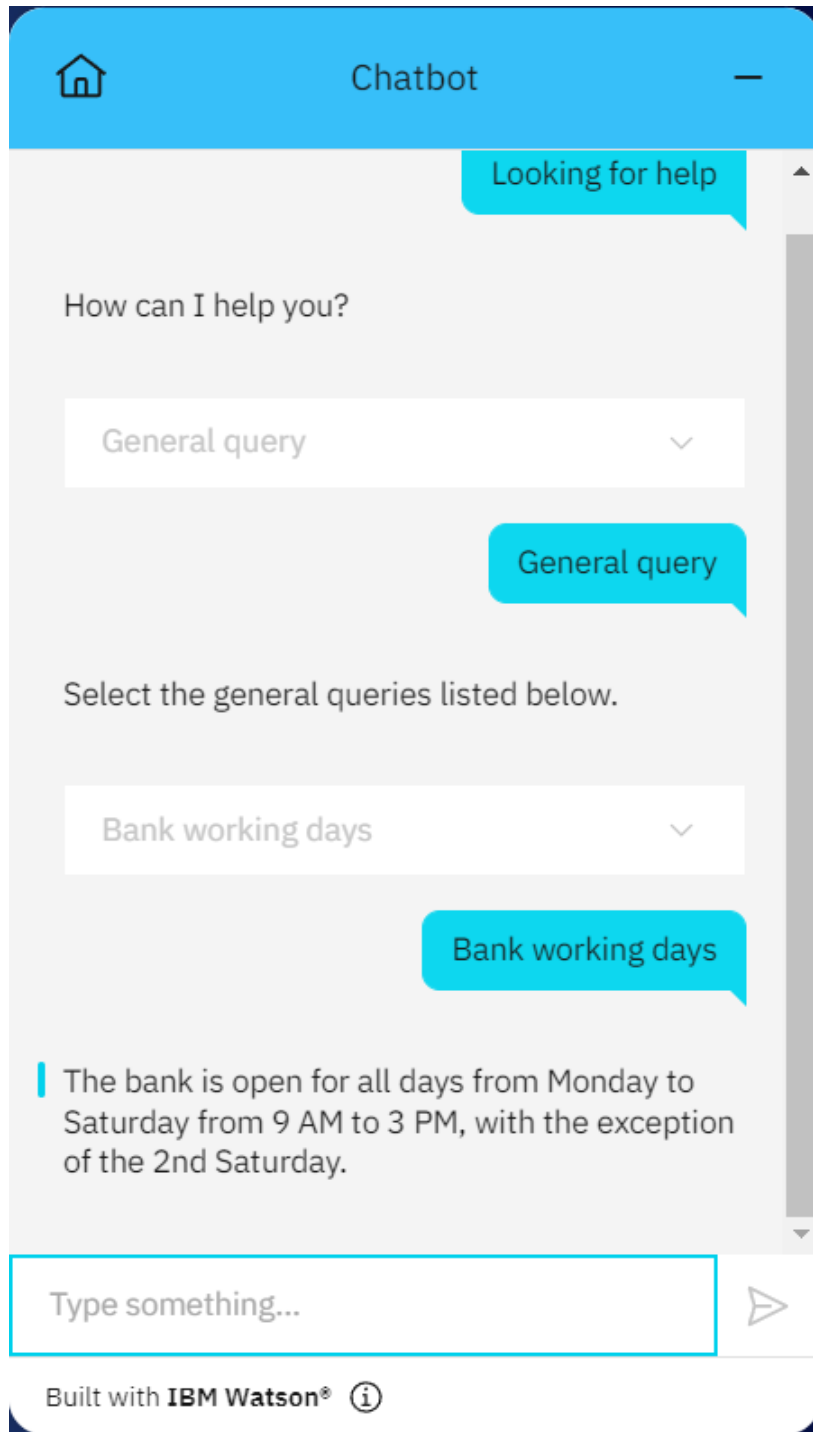 Chatbot
Looking for help
How can I help you?
General query
General query
Select the general queries listed below.
Bank working days
Bank working days
The bank is open for all days from Monday to
Saturday from 9 AM to 3 PM, with the exception
of the 2nd Saturday.
Type something...
Built with IBM Watson®